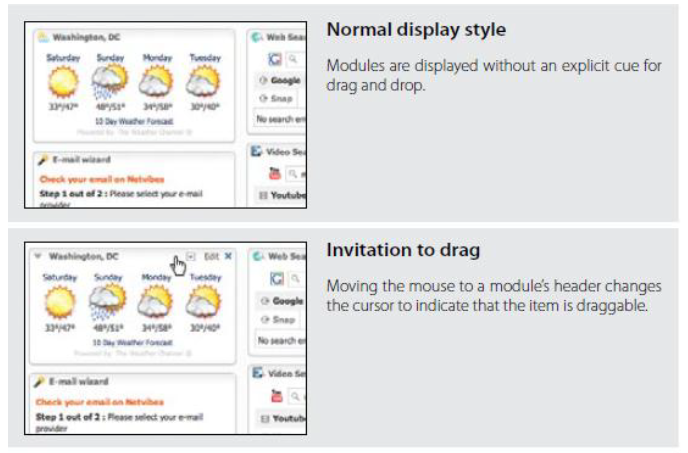 Washington, DC
Web Sear
Saturday Sunday Monday Tuesday
Google
33°/47° 48°/51° 34°/58° 30°/40°
Snap
10 Day Weather Forecast
No search en
Powered by The Weather Channel ®
E-mail wizard
Video Sea
Check your email on Netvibes
Step 1 out of 2 : Please select your e-mail
provider
Youtube
Normal display style
Modules are displayed without an explicit cue for
drag and drop.
Washington, DC Edit
Web Sea
Saturday Sunday Monday Tuesday
Google
33°/47° 48°/51° 34°/58° 30°/40°
Snap
10 Day Weather Forecast
No search en
Powered by The Weather Channel ®
E-mail wizard
Video Se
Check your email on Netvibes
Step 1 out of 2 : Please select your e-mail
provider
Youtub
Invitation to drag
Moving the mouse to a module's header changes
the cursor to indicate that the item is draggable.